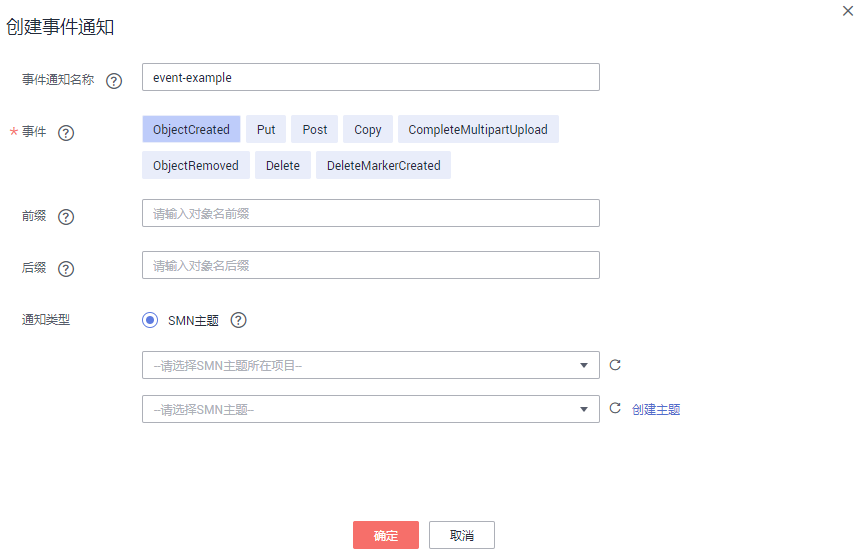 创建事件通知
事件通知名称 ? event-example
* 事件 ? ObjectCreated Put Post Copy CompleteMultipartUpload
ObjectRemoved Delete DeleteMarkerCreated
前缀 ? 请输入对象名前缀
后缀 ? 请输入对象名后缀
通知类型 SMN主题 ?
--请选择SMN主题所在项目--
--请选择SMN主题-- 创建主题
确定 取消